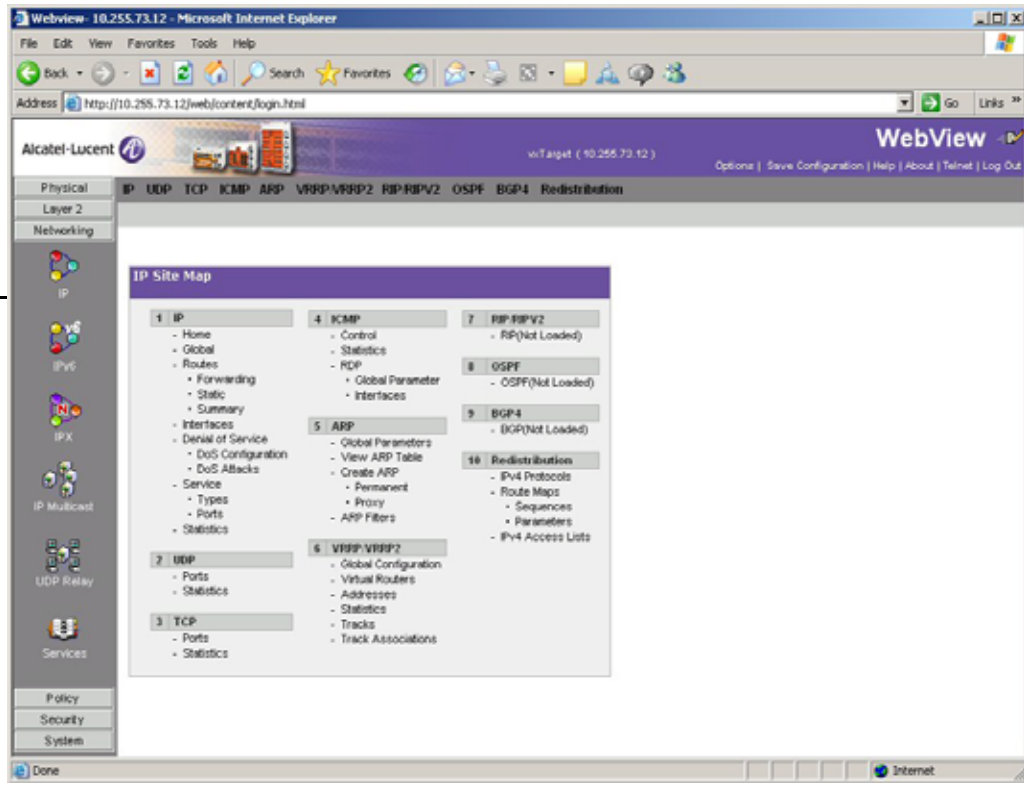 Webview- 10.255.73.12 - Microsoft Internet Explorer
File Edit View Favorites Tools Help
Back Search Favorites
Address http://10.255.73.12/web/content/login.html Go Links »
Alcatel-Lucent
vxTarget ( 10.255.73.12 )
WebView
Options | Save Configuration | Help | About | Telnet | Log Out
Physical
Layer 2
Networking
IP UDP TCP ICMP ARP VRRP/VRRP2 RIP/RIPV2 OSPF BGP4 Redistribution
IP
IPv6
IPX
IP Multicast
UDP Relay
Services
Policy
Security
System
IP Site Map
1 IP
- Home
- Global
- Routes
• Forwarding
• Static
• Summary
- Interfaces
- Denial of Service
• DoS Configuration
• DoS Attacks
- Service
• Types
• Ports
- Statistics
2 UDP
- Ports
- Statistics
3 TCP
- Ports
- Statistics
4 ICMP
- Control
- Statistics
- RDP
• Global Parameter
• Interfaces
5 ARP
- Global Parameters
- View ARP Table
- Create ARP
• Permanent
• Proxy
- ARP Filters
6 VRRP/VRRP2
- Global Configuration
- Virtual Routers
- Addresses
- Statistics
- Tracks
- Track Associations
7 RIP/RIPV2
- RIP(Not Loaded)
8 OSPF
- OSPF(Not Loaded)
9 BGP4
- BGP(Not Loaded)
10 Redistribution
- IPv4 Protocols
- Route Maps
• Sequences
• Parameters
- IPv4 Access Lists
Done
Internet